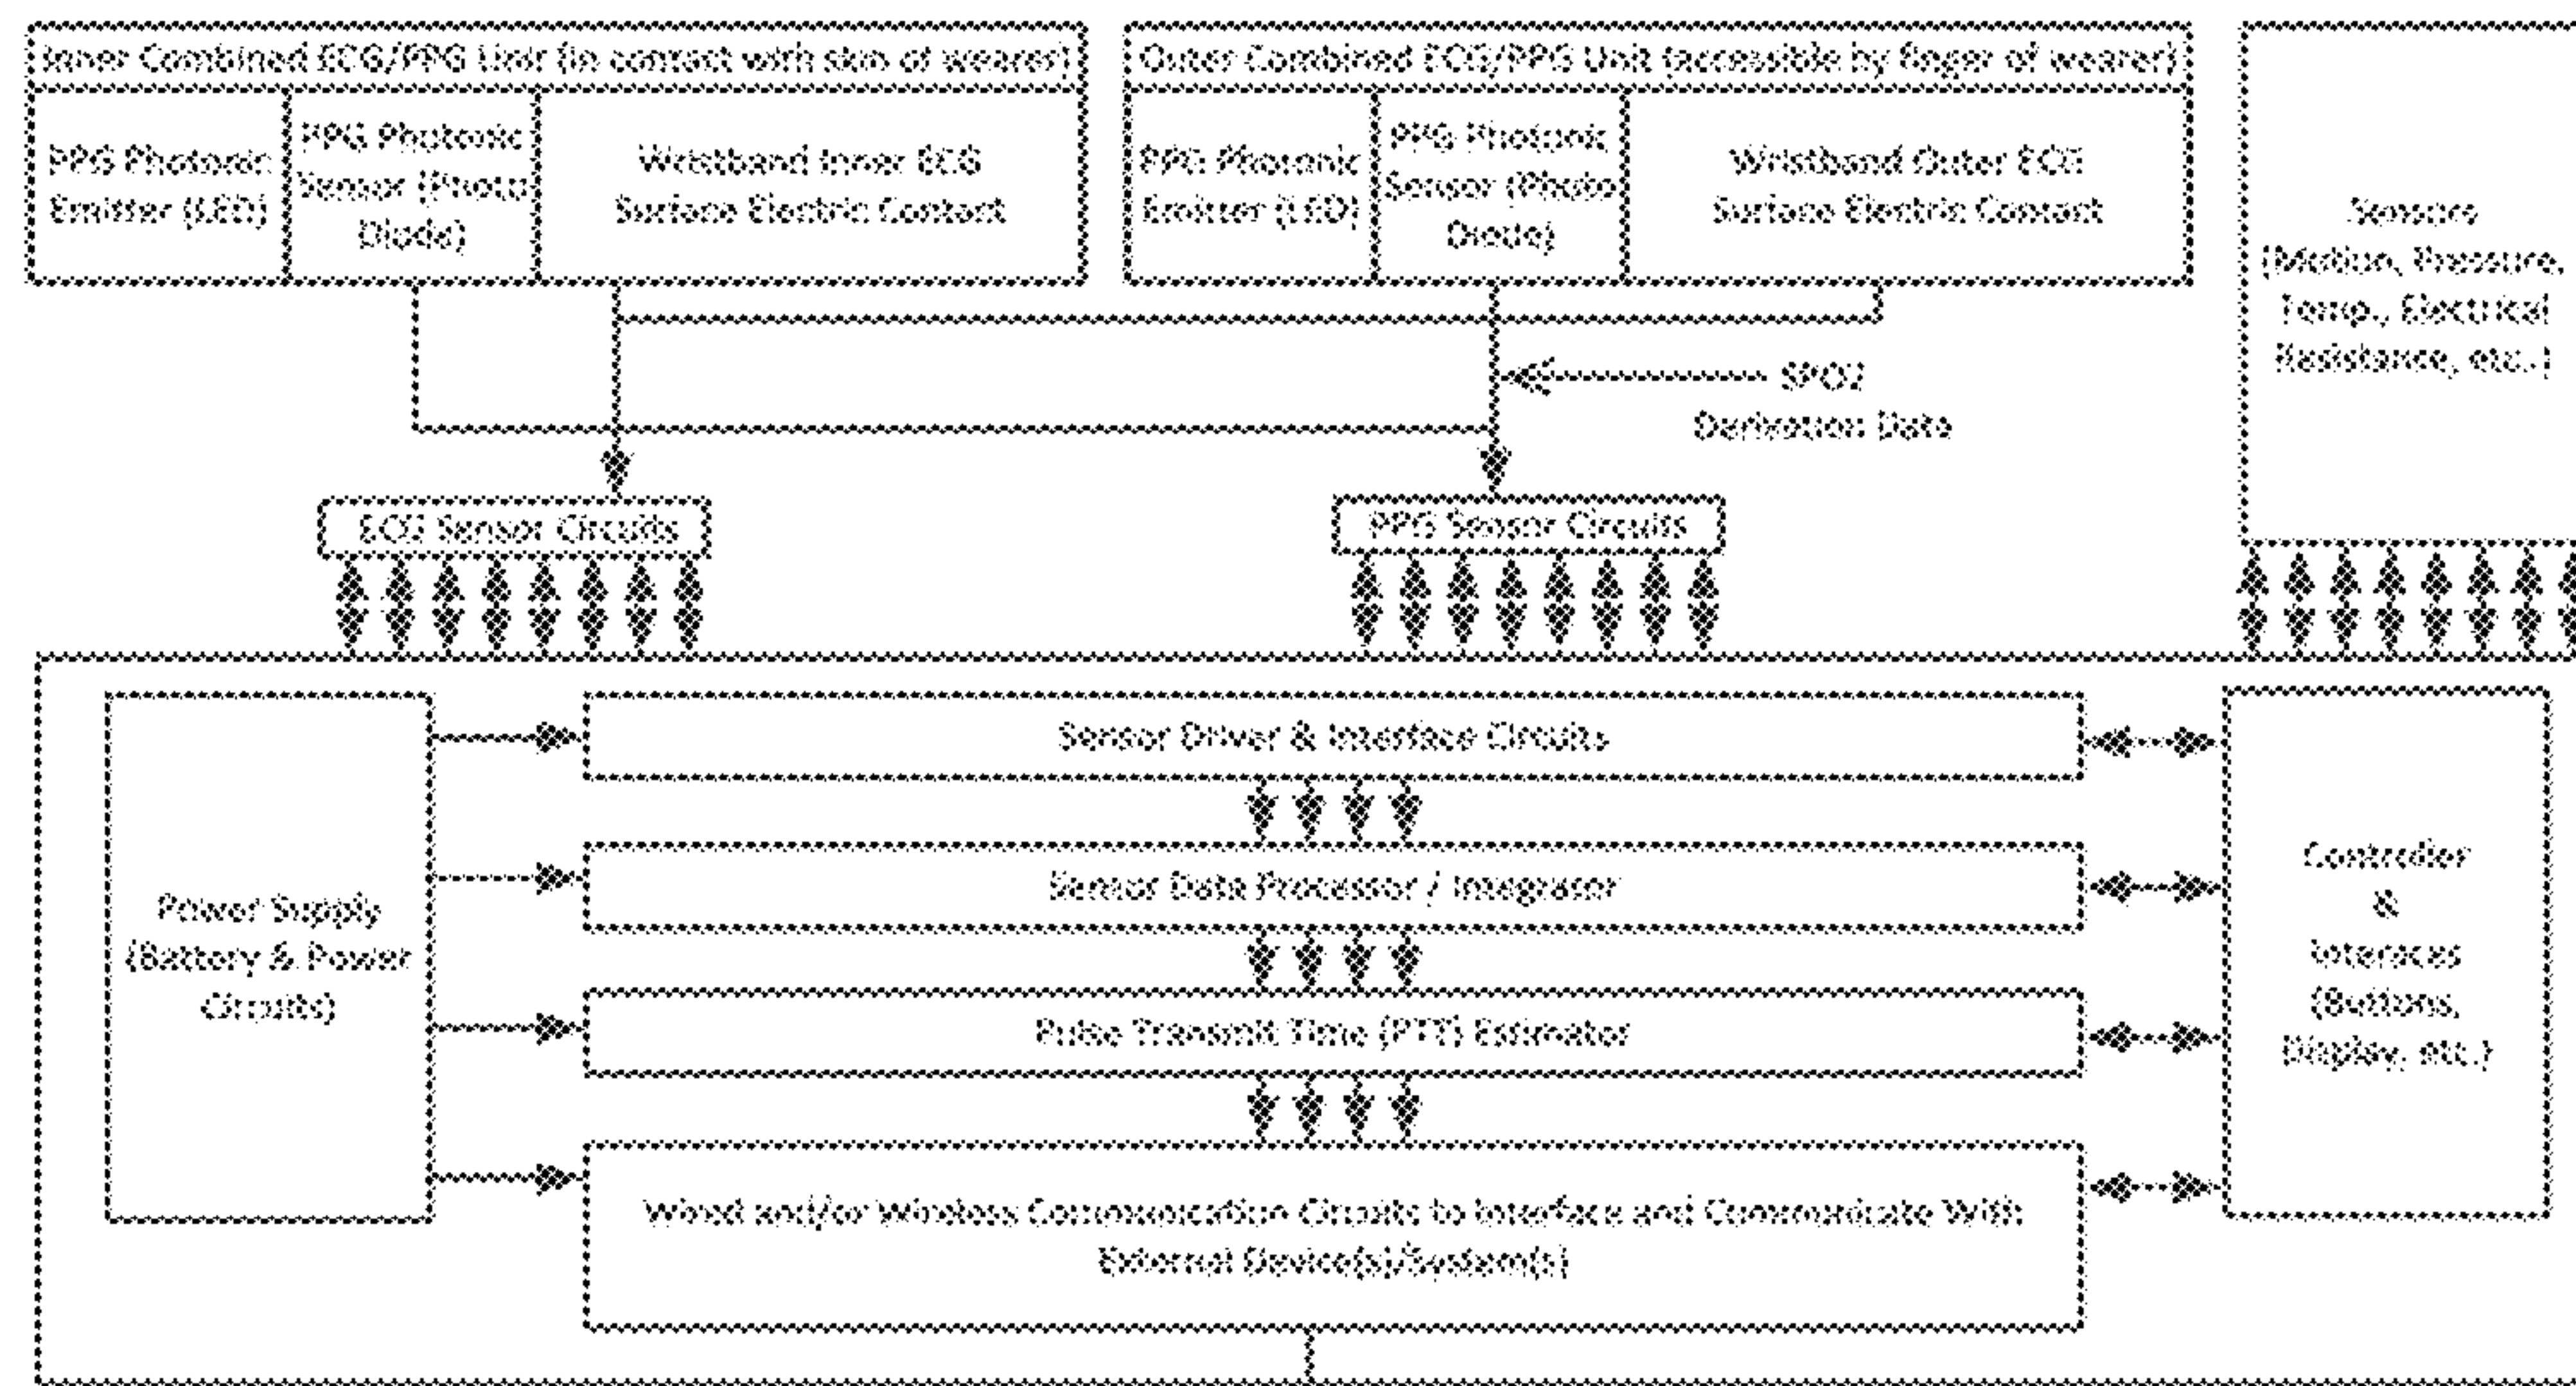 Inner Combined ECG/PPG Unit (in contact with skin of wearer)
Outer Combined ECG/PPG Unit (accessible by finger of wearer)
PPG Photonic
Emitter (LED)
PPG Photonic
Sensor (Photo
Diode)
Wristband Inner ECG
Surface Electric Contact
PPG Photonic
Emitter (LED)
PPG Photonic
Sensor (Photo
Diode)
Wristband Outer ECG
Surface Electric Contact
Sensors
(Motion, Pressure,
Temp., Electrical
Resistance, etc.)
SPO2
Derivation Data
ECG Sensor Circuits
PPG Sensor Circuits
Power Supply
(Battery & Power
Circuits)
Sensor Driver & Interface Circuits
Sensor Data Processor / Integrator
Pulse Transmit Time (PTT) Estimator
Wired and/or Wireless Communication Circuits to Interface and Communicate With
External Device(s)/System(s)
Controller
&
Interaces
(Buttons,
Display, etc.)